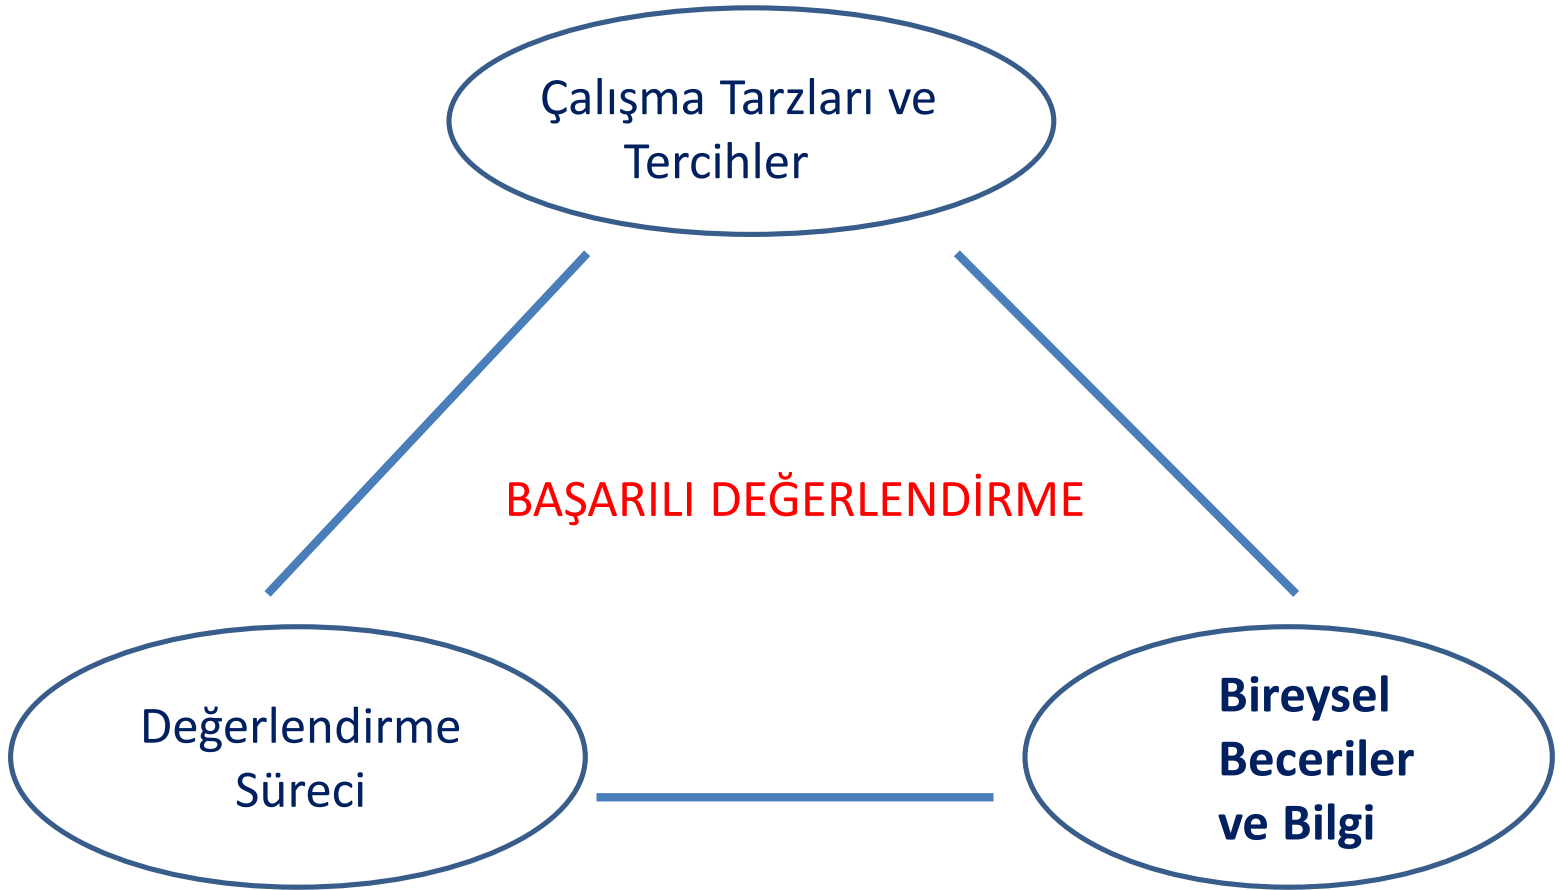 Çalışma Tarzları ve
Tercihler
BAŞARILI DEĞERLENDİRME
Değerlendirme
Süreci
Bireysel
Beceriler
ve Bilgi